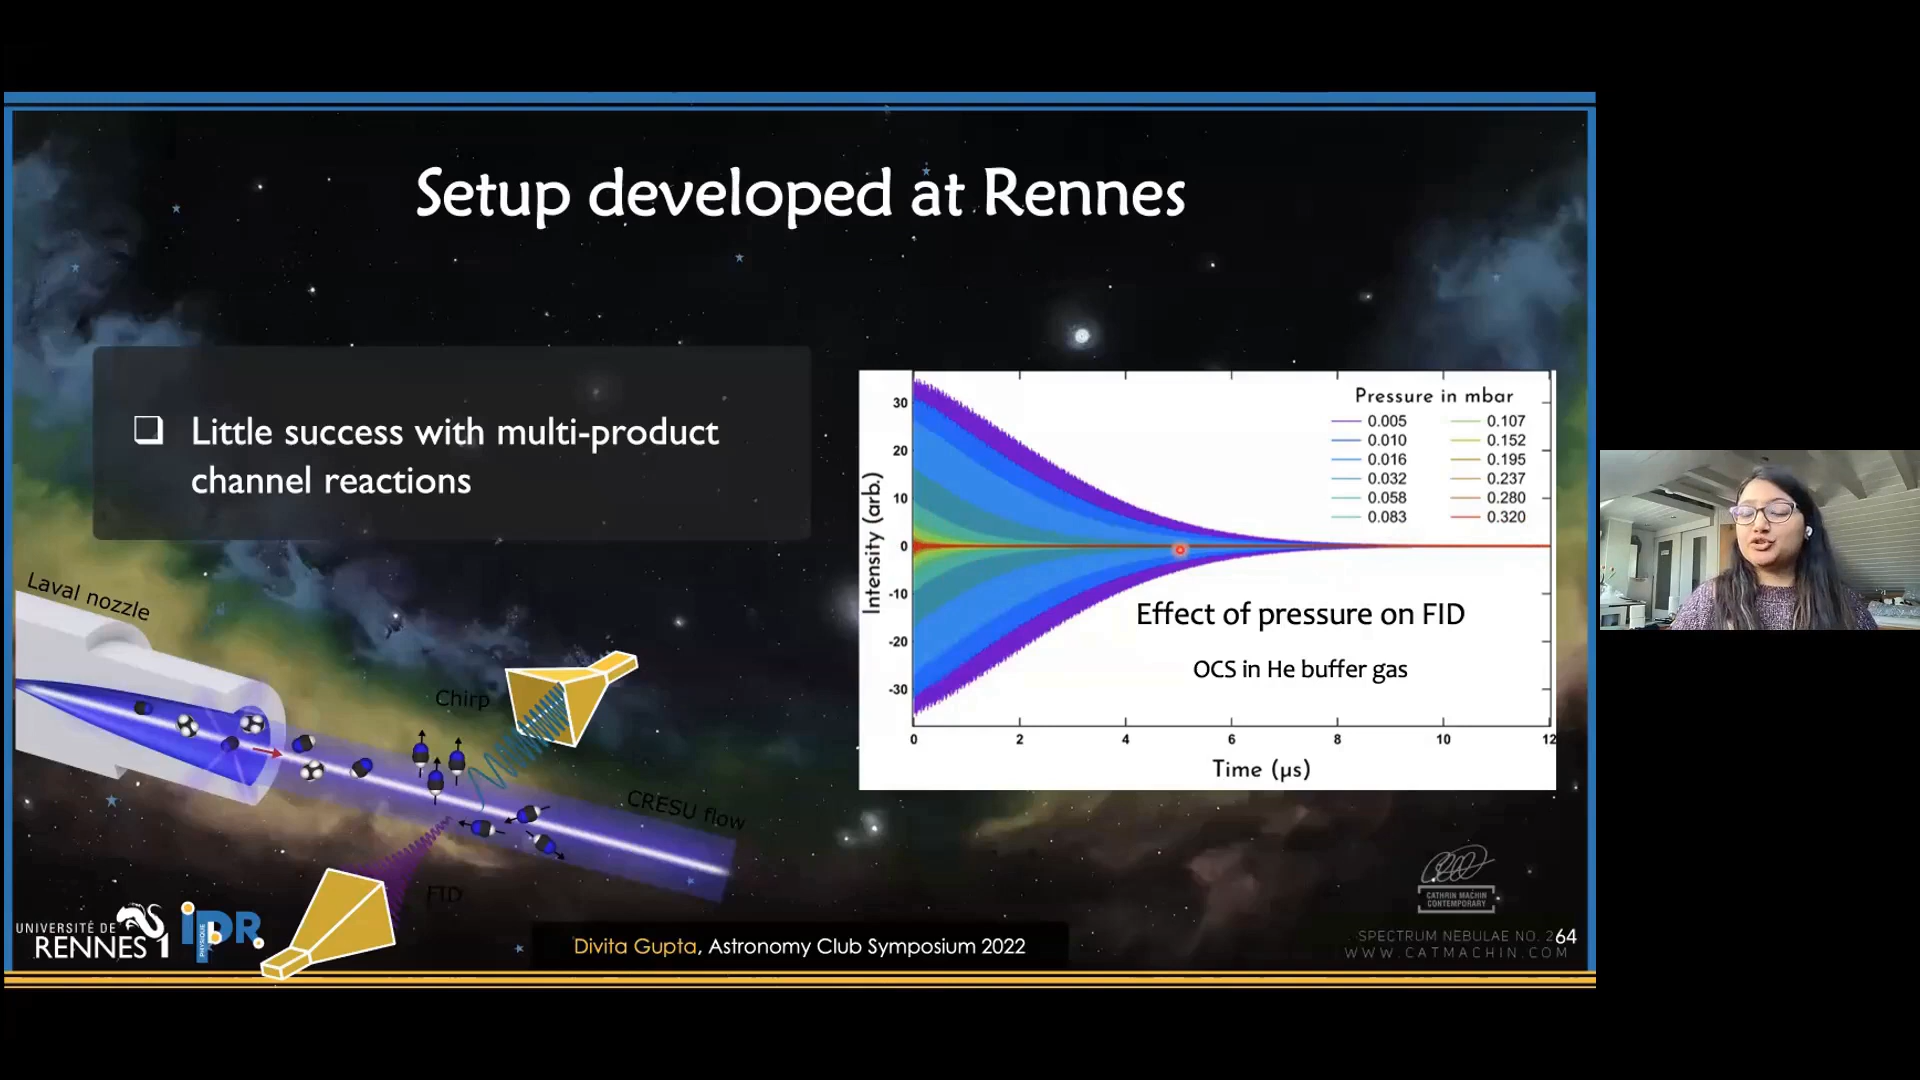 Setup developed at Rennes
Little success with multi-product
channel reactions
Laval nozzle
Chirp
CRESU flow
FID
Pressure in mbar
0.005 0.107
0.010 0.152
0.016 0.195
0.032 0.237
0.058 0.280
0.083 0.320
Intensity (arb.)
30
20
10
0
-10
-20
-30
Effect of pressure on FID
OCS in He buffer gas
0 2 4 6 8 10 12
Time (µs)
UNIVERSITÉ DE
RENNES 1
IPR
PHYSIQUE
Divita Gupta, Astronomy Club Symposium 2022
CATHRIN MACHIN
CONTEMPORARY
SPECTRUM NEBULAE NO. 2
64
WWW.CATMACHIN.COM